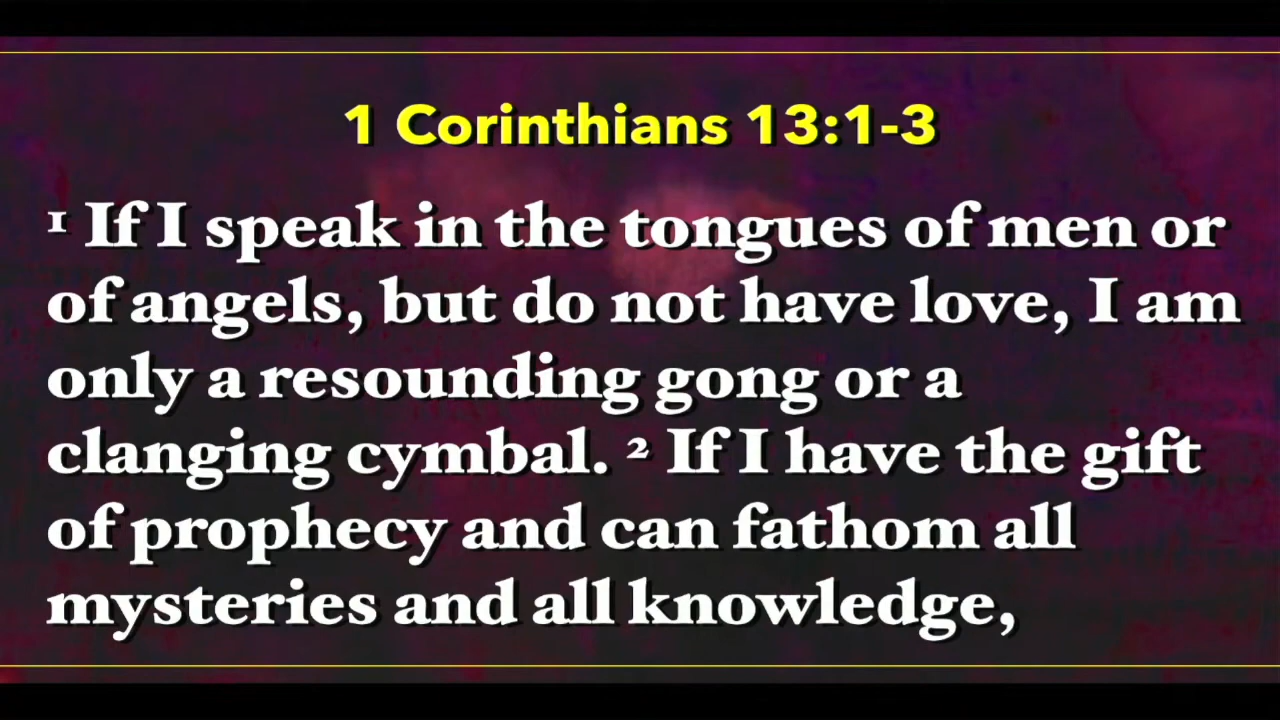 1 Corinthians 13:1-3
¹ If I speak in the tongues of men or
of angels, but do not have love, I am
only a resounding gong or a
clanging cymbal. ² If I have the gift
of prophecy and can fathom all
mysteries and all knowledge,